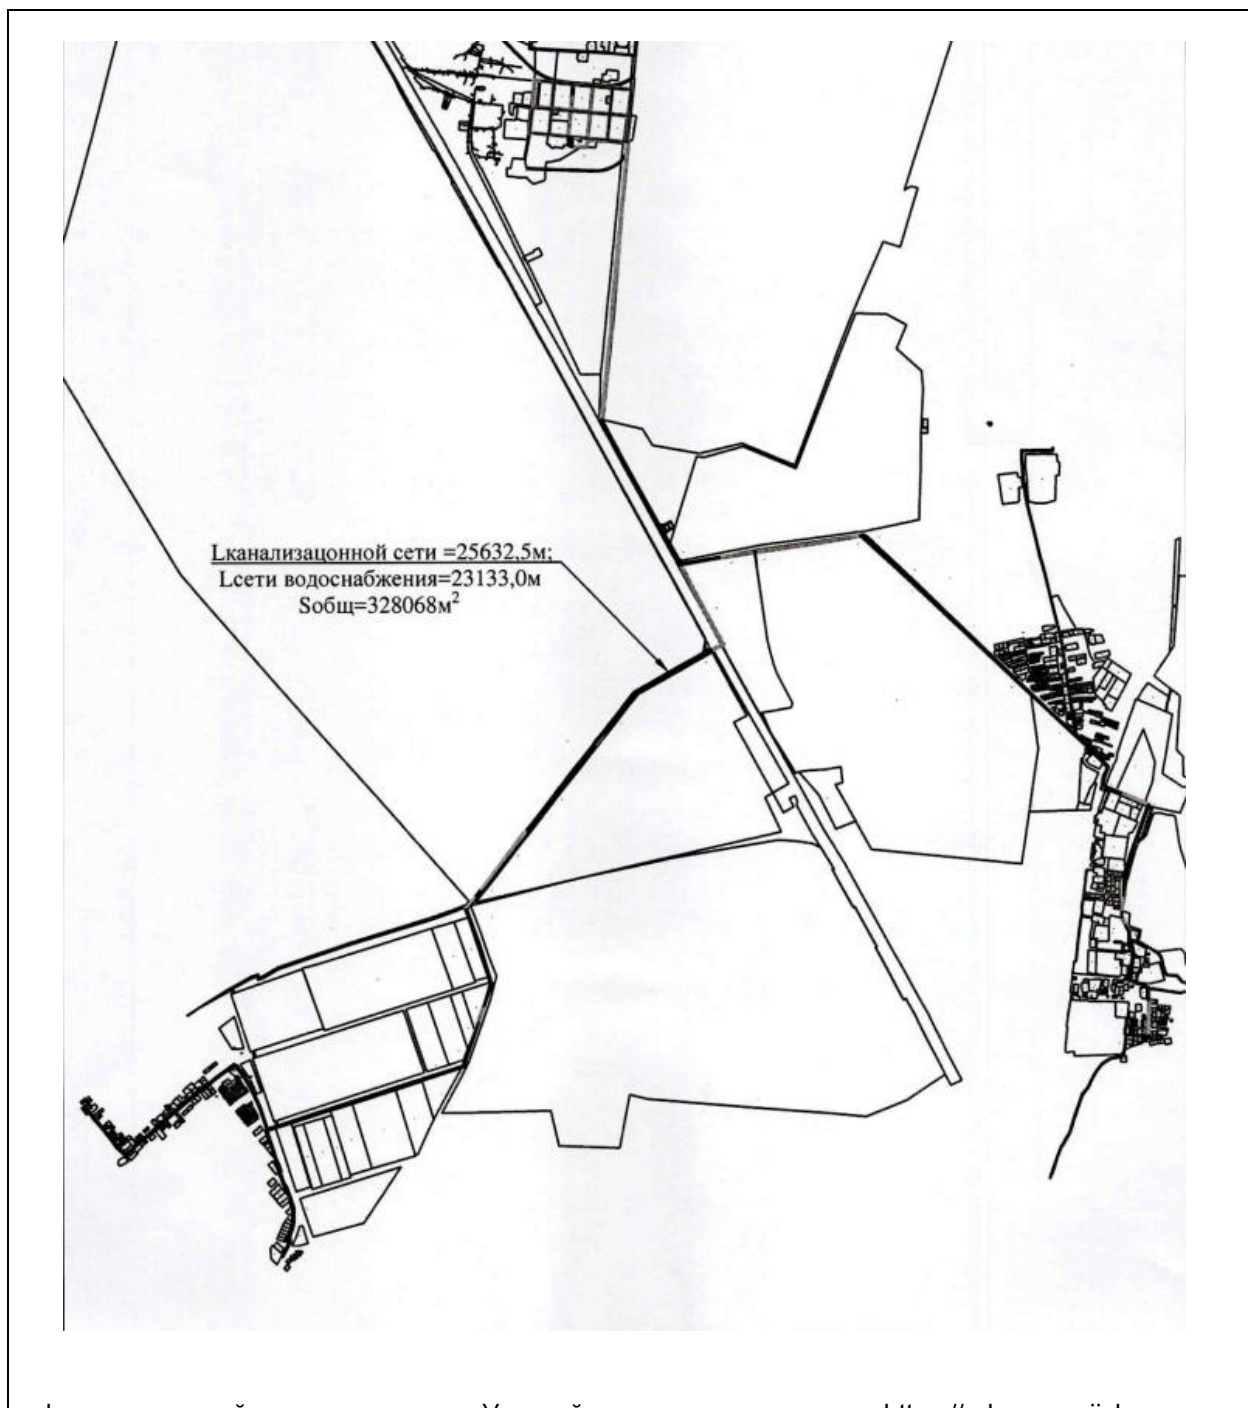 Lканализацонной сети =25632,5м;
Lсети водоснабжения=23133,0м
Sобщ=328068м²